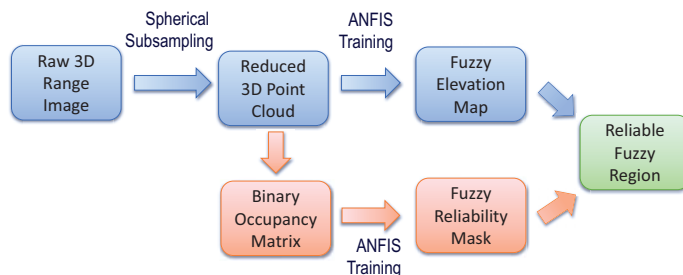 Spherical
Subsampling
ANFIS
Training
Raw 3D
Range
Image
Reduced
3D Point
Cloud
Fuzzy
Elevation
Map
Reliable
Fuzzy
Region
Binary
Occupancy
Matrix
ANFIS
Training
Fuzzy
Reliability
Mask